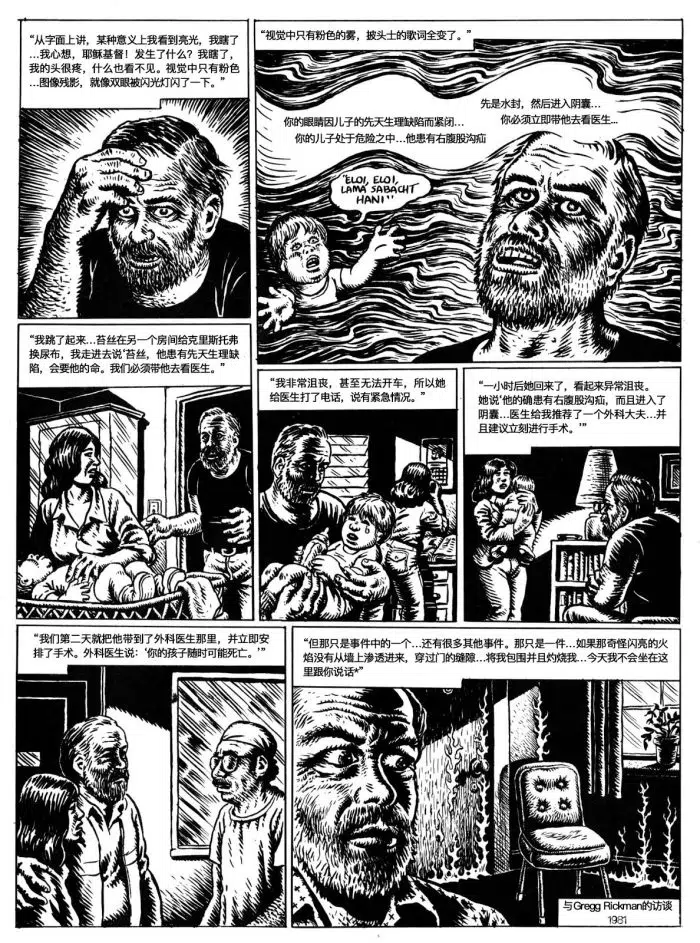 “从字面上讲，某种意义上我看到亮光，我瞎了
…我心想，耶稣基督！发生了什么？我瞎了，
我的头很疼，什么也看不见。视觉中只有粉色
…图像残影，就像双眼被闪光灯闪了一下。”
“视觉中只有粉色的雾，披头士的歌词全变了。”
你的眼睛因儿子的先天生理缺陷而紧闭…
你的儿子处于危险之中…他患有右腹股沟疝
先是水封，然后进入阴囊…
你必须立即带他去看医生...
“ELOI, ELOI,
LAMA SABACHT
HANI”
“我跳了起来…苔丝在另一个房间给克里斯托弗
换尿布，我走进去说‘苔丝，他患有先天生理缺
陷，会要他的命。我们必须带他去看医生。”
“我非常沮丧，甚至无法开车，所以她
给医生打了电话，说有紧急情况。”
“一小时后她回来了，看起来异常沮丧。
她说‘他的确患有右腹股沟疝，而且进入了
阴囊…医生给我推荐了一个外科大夫…并
且建议立刻进行手术。’”
“我们第二天就把他带到了外科医生那里，并立即安
排了手术。外科医生说：‘你的孩子随时可能死亡。’”
“但那只是事件中的一个…还有很多其他事件。那只是一件…如果那奇怪闪亮的火
焰没有从墙上渗透进来，穿过门的缝隙…将我包围并且灼烧我…今天我不会坐在这
里跟你说话*”
与Gregg Rickman的访谈
1981